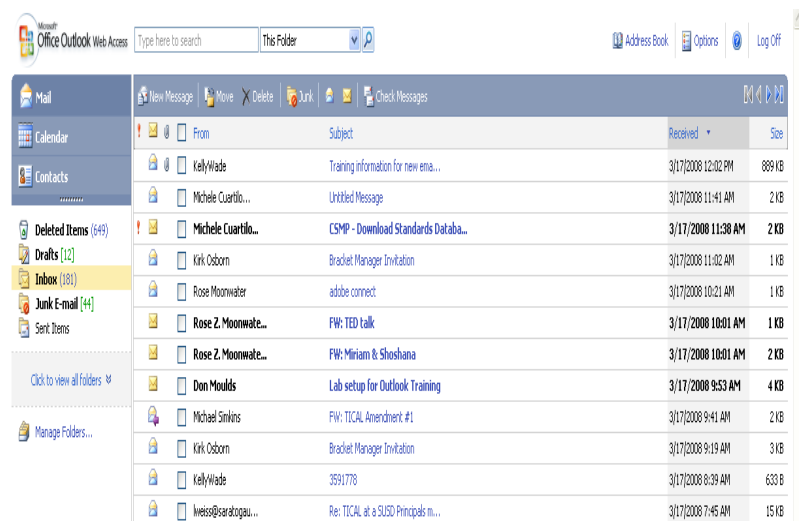 Microsoft
Office Outlook Web Access
Type here to search
This Folder
Address Book
Options
Log Off
Mail
Calendar
Contacts
New Message
Move
Delete
Junk
Check Messages
! From Subject Received Size
KellyWade Training information for new ema... 3/17/2008 12:02 PM 889 KB
Michele Cuartilo... Untitled Message 3/17/2008 11:41 AM 2 KB
! Michele Cuartilo... CSMP - Download Standards Databa... 3/17/2008 11:38 AM 2 KB
Kirk Osborn Bracket Manager Invitation 3/17/2008 11:02 AM 1 KB
Rose Moonwater adobe connect 3/17/2008 10:21 AM 1 KB
Rose Z. Moonwate... FW: TED talk 3/17/2008 10:01 AM 1 KB
Rose Z. Moonwate... FW: Miriam & Shoshana 3/17/2008 10:01 AM 2 KB
Don Moulds Lab setup for Outlook Training 3/17/2008 9:53 AM 4 KB
Michael Simkins FW: TICAL Amendment #1 3/17/2008 9:41 AM 2 KB
Kirk Osborn Bracket Manager Invitation 3/17/2008 9:19 AM 3 KB
KellyWade 3591778 3/17/2008 8:39 AM 633 B
lweiss@saratogau... Re: TICAL at a SUSD Principals m... 3/17/2008 7:45 AM 15 KB
Deleted Items (649)
Drafts [12]
Inbox (181)
Junk E-mail [44]
Sent Items
Click to view all folders
Manage Folders...